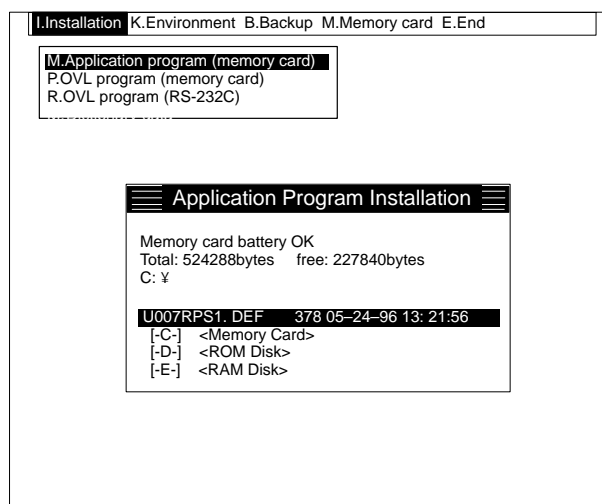 I.Installation K.Environment B.Backup M.Memory card E.End
M.Application program (memory card)
P.OVL program (memory card)
R.OVL program (RS-232C)
Application Program Installation
Memory card battery OK
Total: 524288bytes free: 227840bytes
C: ¥
U007RPS1. DEF 378 05–24–96 13: 21:56
[-C-] <Memory Card>
[-D-] <ROM Disk>
[-E-] <RAM Disk>